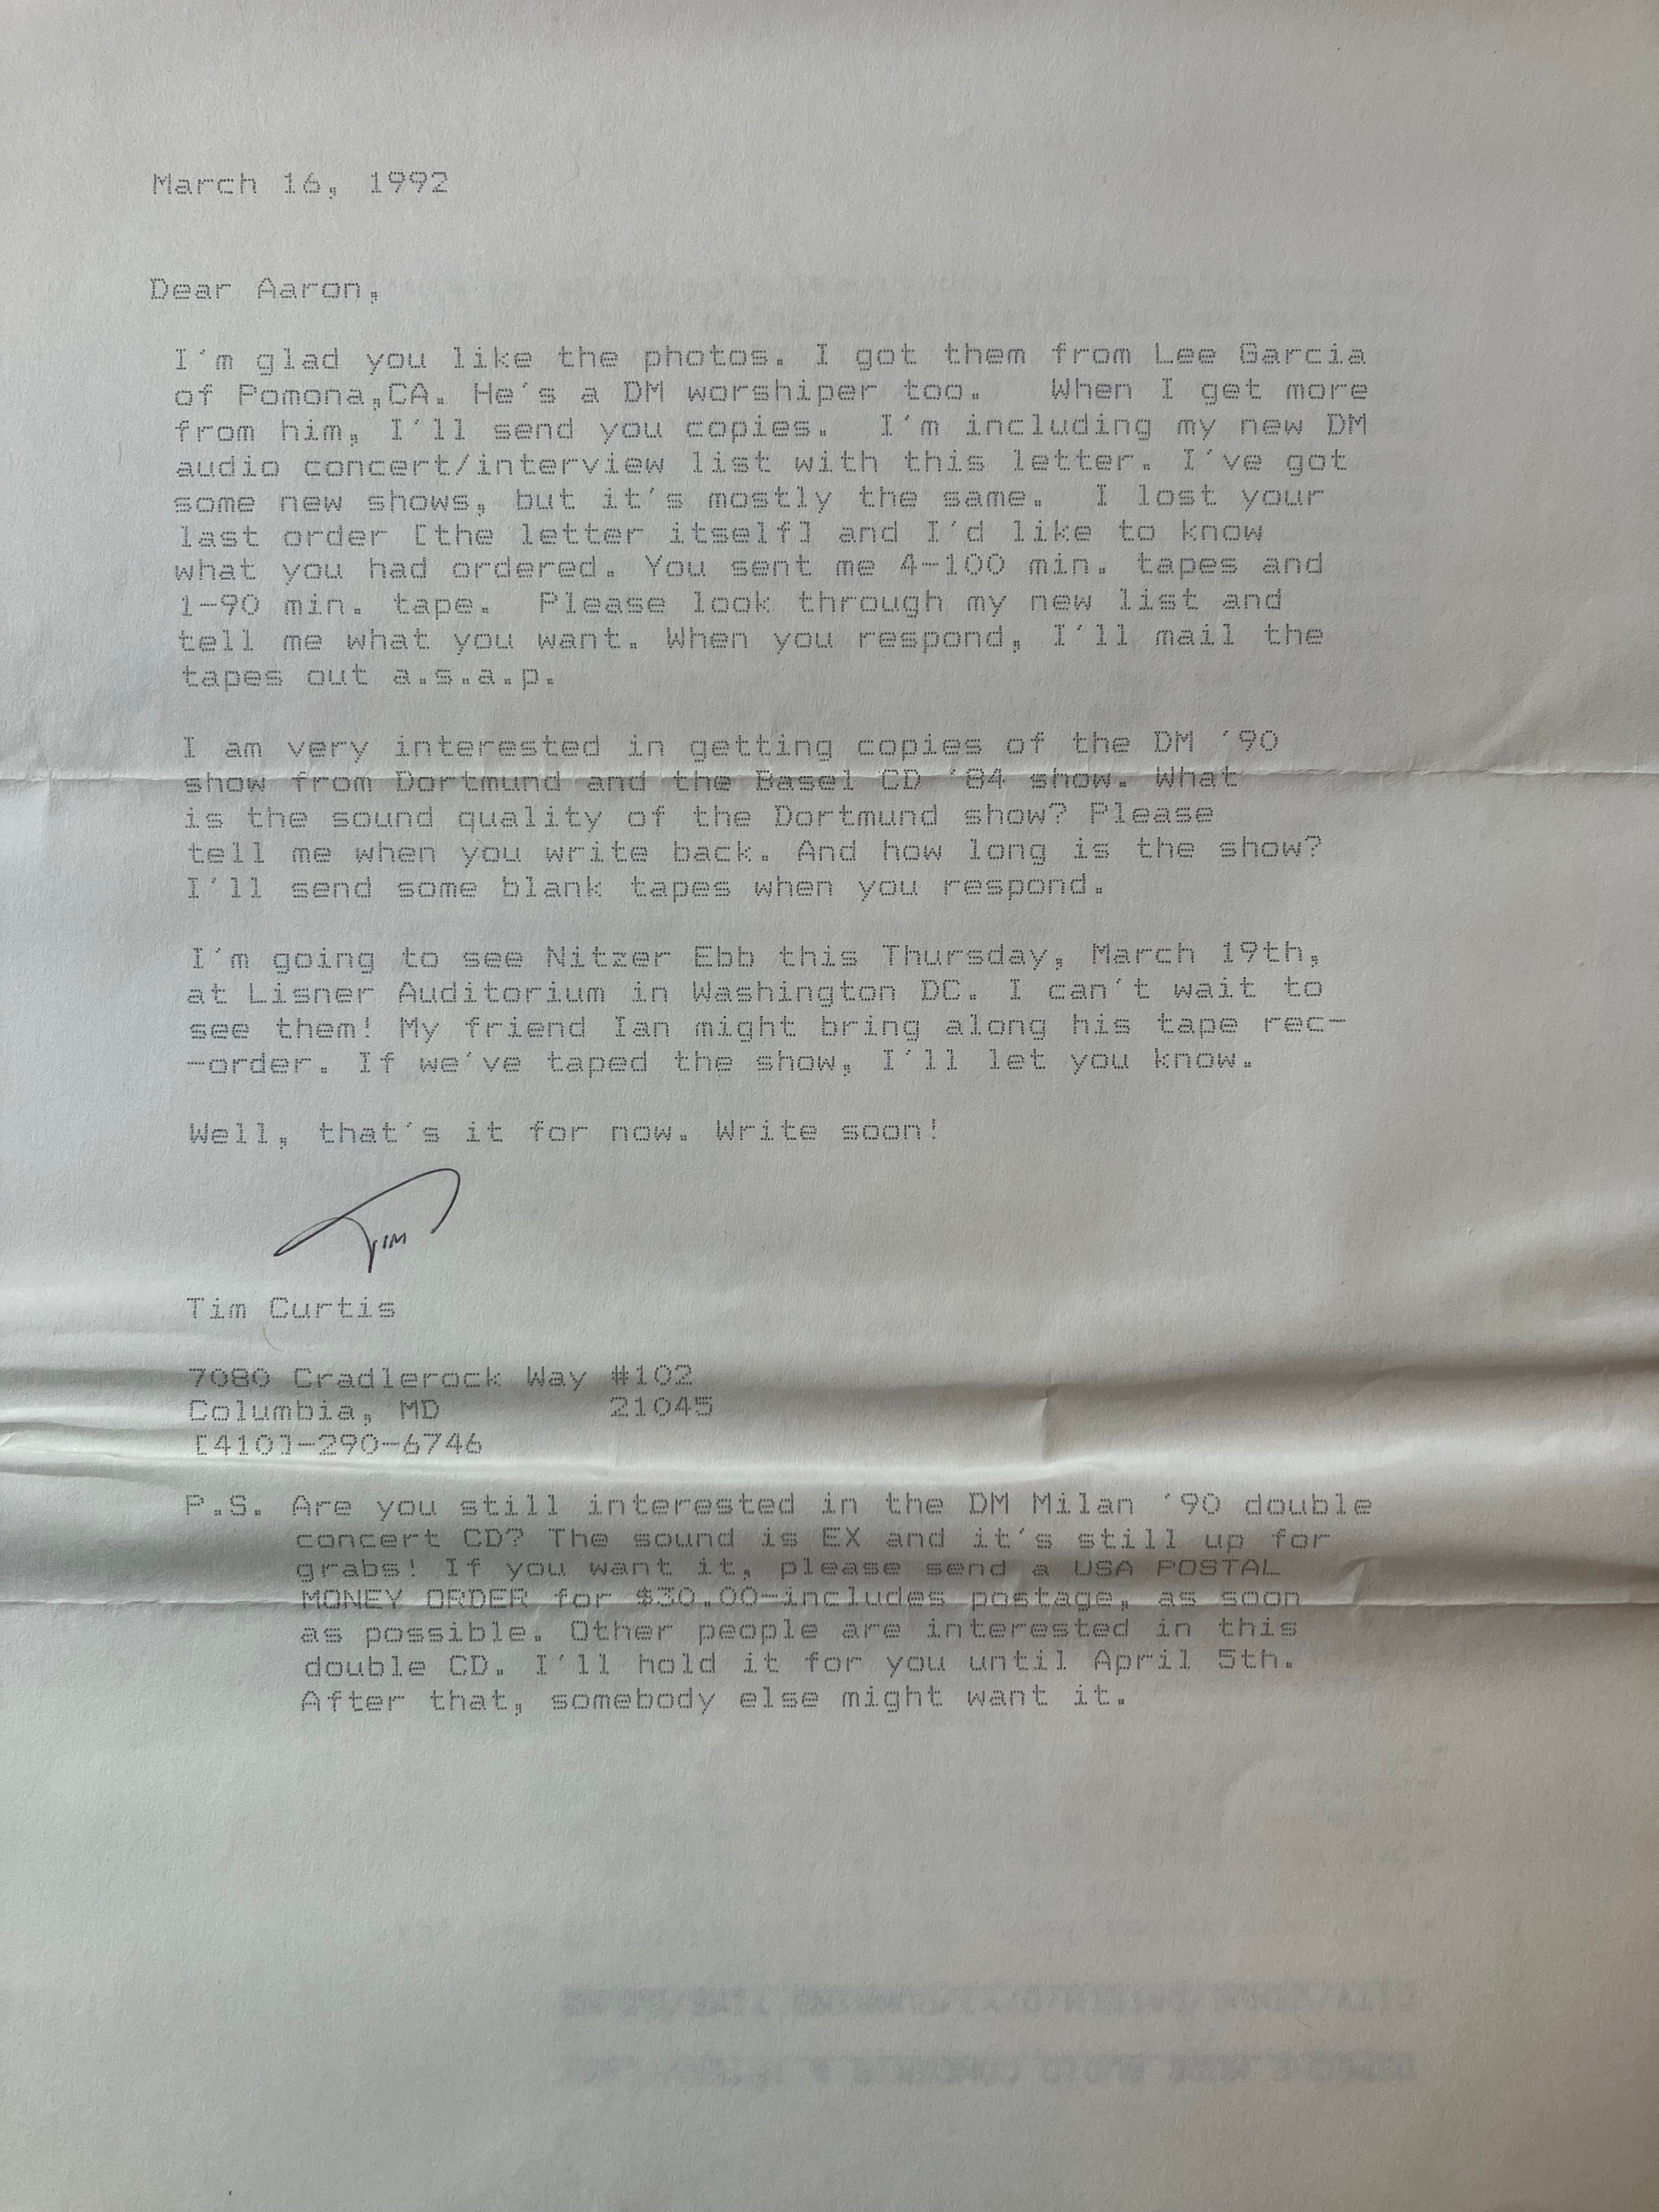 March 16, 1992
Dear Aaron,
I'm glad you like the photos. I got them from Lee Garcia
of Pomona,CA. He's a DM worshiper too.   When I get more
from him, I'll send you copies.  I'm including my new DM
audio concert/interview list with this letter. I've got
some new shows, but it's mostly the same.  I lost your
last order [the letter itself] and I'd like to know
what you had ordered. You sent me 4-100 min. tapes and
1-90 min. tape.  Please look through my new list and
tell me what you want. When you respond, I'll mail the
tapes out a.s.a.p.
I am very interested in getting copies of the DM '90
show from Dortmund and the Basel CD '84 show. What
is the sound quality of the Dortmund show? Please
tell me when you write back. And how long is the show?
I'll send some blank tapes when you respond.
I'm going to see Nitzer Ebb this Thursday, March 19th,
at Lisner Auditorium in Washington DC. I can't wait to
see them! My friend Ian might bring along his tape rec-
-order. If we've taped the show, I'll let you know.
Well, that's it for now. Write soon!
Tim
Tim Curtis
7080 Cradlerock Way #102
Columbia, MD        21045
[410]-290-6746
P.S. Are you still interested in the DM Milan '90 double
concert CD? The sound is EX and it's still up for
grabs! If you want it, please send a USA POSTAL
MONEY ORDER for $30.00-includes postage, as soon
as possible. Other people are interested in this
double CD. I'll hold it for you until April 5th.
After that, somebody else might want it.